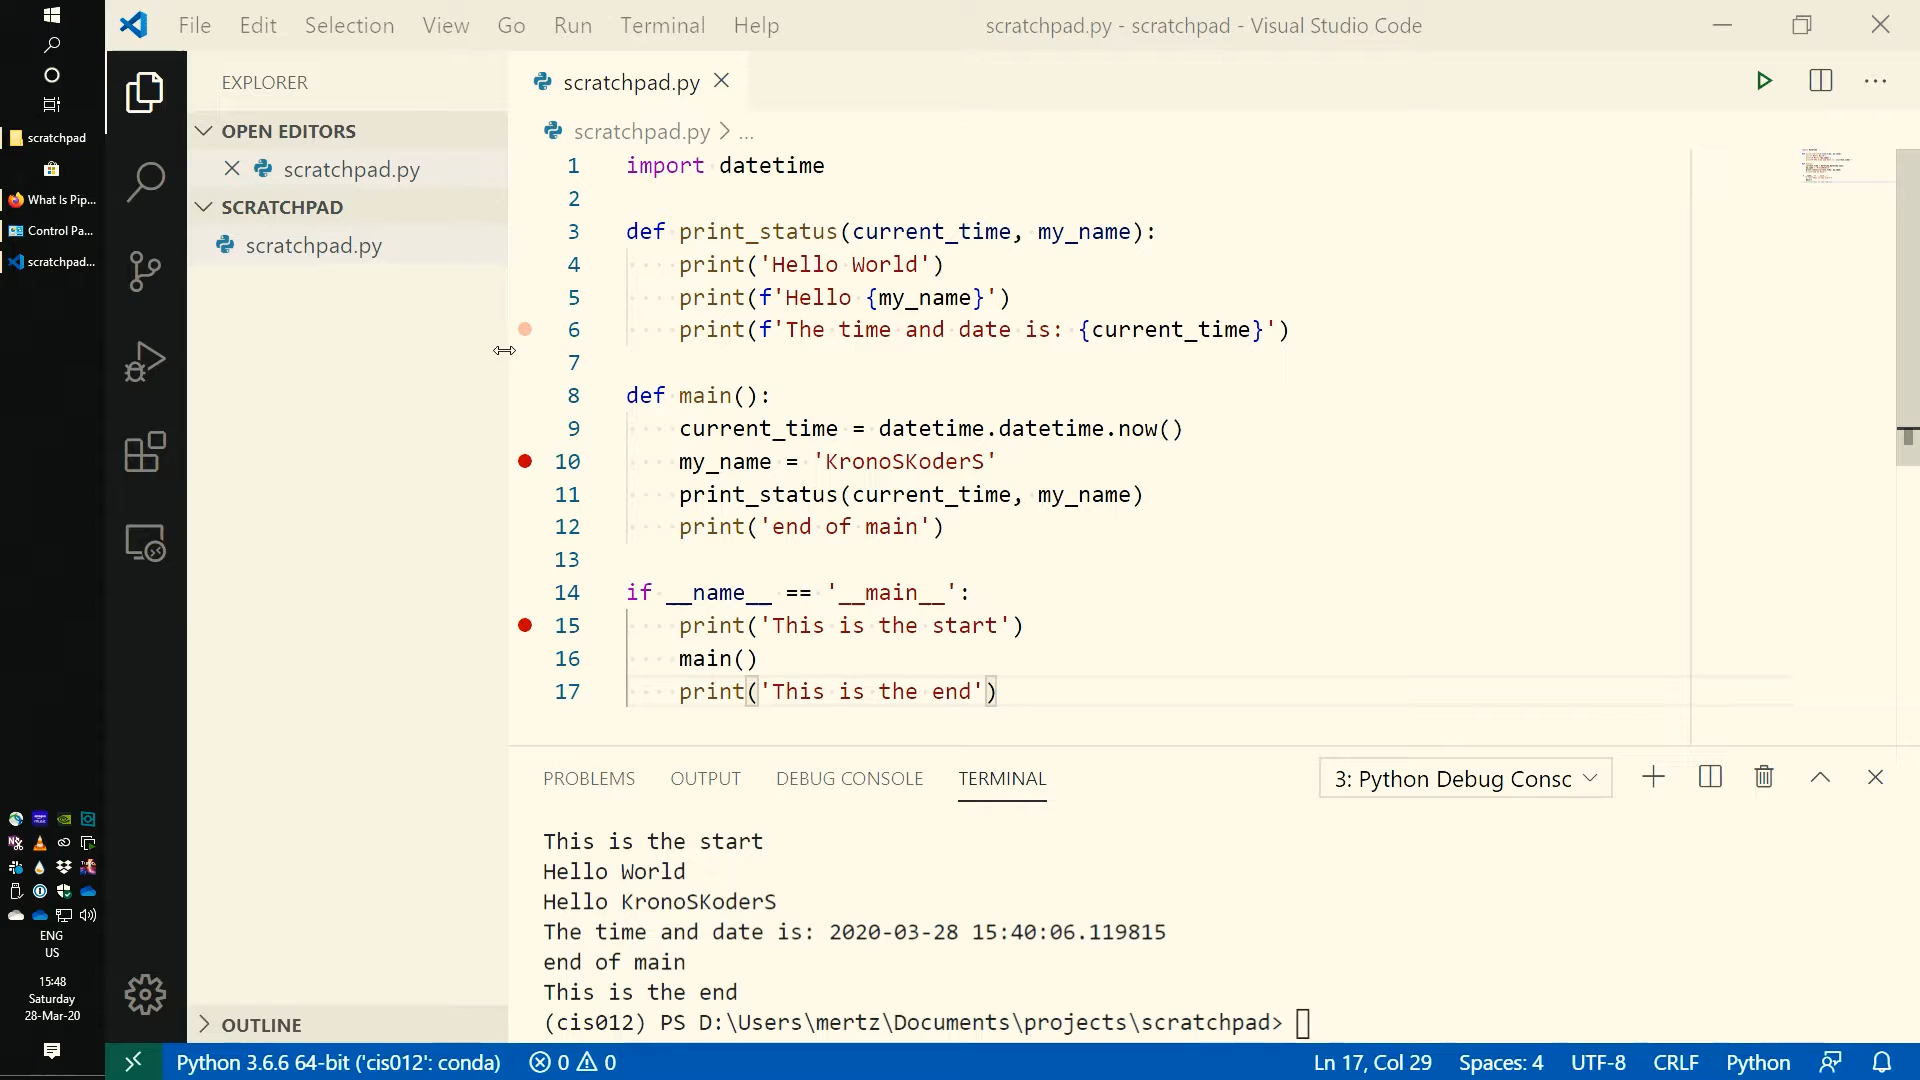 File Edit Selection View Go Run Terminal Help
scratchpad.py - scratchpad - Visual Studio Code
scratchpad
What Is Pip...
Control Pa...
scratchpad...
ENG
US
15:48
Saturday
28-Mar-20
EXPLORER
OPEN EDITORS
scratchpad.py
SCRATCHPAD
scratchpad.py
OUTLINE
scratchpad.py
scratchpad.py > ...
1 import datetime
2
3 def print_status(current_time, my_name):
4 print('Hello World')
5 print(f'Hello {my_name}')
6 print(f'The time and date is: {current_time}')
7
8 def main():
9 current_time = datetime.datetime.now()
10 my_name = 'KronoSKoderS'
11 print_status(current_time, my_name)
12 print('end of main')
13
14 if __name__ == '__main__':
15 print('This is the start')
16 main()
17 print('This is the end')
PROBLEMS OUTPUT DEBUG CONSOLE TERMINAL
3: Python Debug Consc
This is the start
Hello World
Hello KronoSKoderS
The time and date is: 2020-03-28 15:40:06.119815
end of main
This is the end
(cis012) PS D:\Users\mertz\Documents\projects\scratchpad>
Python 3.6.6 64-bit ('cis012': conda) 0 0
Ln 17, Col 29 Spaces: 4 UTF-8 CRLF Python